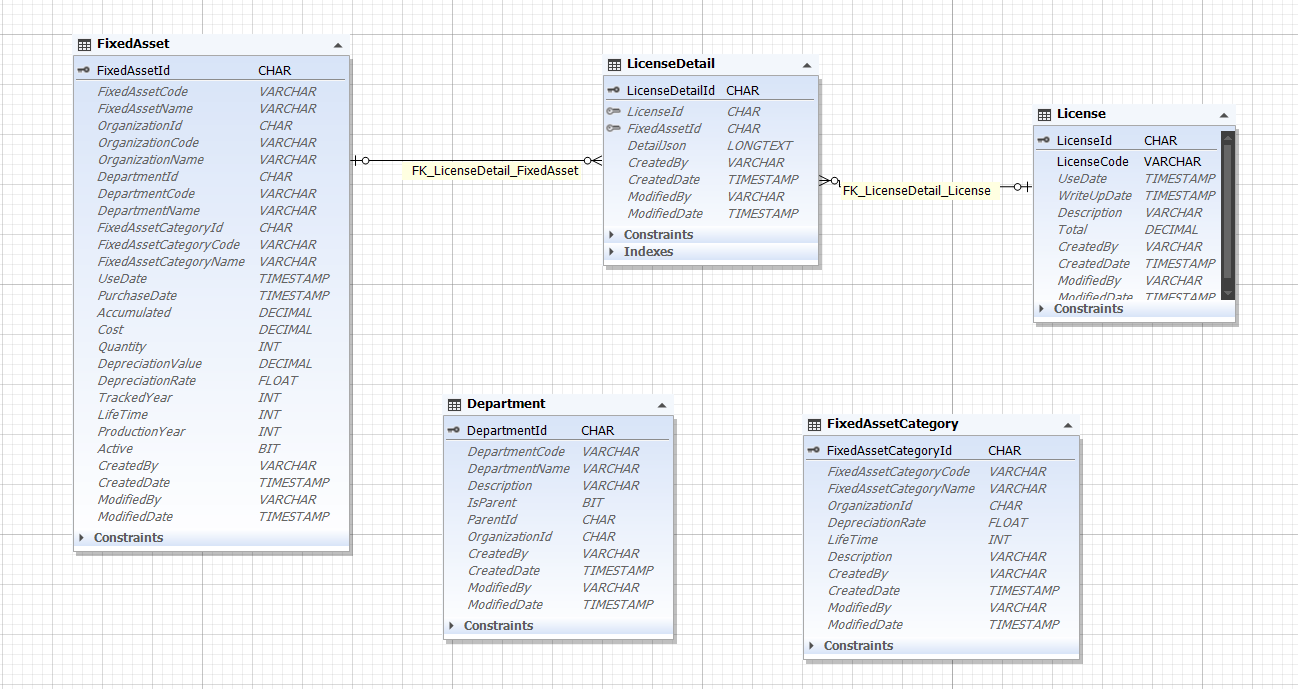 FixedAsset
FixedAssetId CHAR
FixedAssetCode VARCHAR
FixedAssetName VARCHAR
OrganizationId CHAR
OrganizationCode VARCHAR
OrganizationName VARCHAR
DepartmentId CHAR
DepartmentCode VARCHAR
DepartmentName VARCHAR
FixedAssetCategoryId CHAR
FixedAssetCategoryCode VARCHAR
FixedAssetCategoryName VARCHAR
UseDate TIMESTAMP
PurchaseDate TIMESTAMP
Accumulated DECIMAL
Cost DECIMAL
Quantity INT
DepreciationValue DECIMAL
DepreciationRate FLOAT
TrackedYear INT
LifeTime INT
ProductionYear INT
Active BIT
CreatedBy VARCHAR
CreatedDate TIMESTAMP
ModifiedBy VARCHAR
ModifiedDate TIMESTAMP
Constraints
FK_LicenseDetail_FixedAsset
LicenseDetail
LicenseDetailId CHAR
LicenseId CHAR
FixedAssetId CHAR
DetailJson LONGTEXT
CreatedBy VARCHAR
CreatedDate TIMESTAMP
ModifiedBy VARCHAR
ModifiedDate TIMESTAMP
Constraints
Indexes
FK_LicenseDetail_License
License
LicenseId CHAR
LicenseCode VARCHAR
UseDate TIMESTAMP
WriteUpDate TIMESTAMP
Description VARCHAR
Total DECIMAL
CreatedBy VARCHAR
CreatedDate TIMESTAMP
ModifiedBy VARCHAR
ModifiedDate TIMESTAMP
Constraints
Department
DepartmentId CHAR
DepartmentCode VARCHAR
DepartmentName VARCHAR
Description VARCHAR
IsParent BIT
ParentId CHAR
OrganizationId CHAR
CreatedBy VARCHAR
CreatedDate TIMESTAMP
ModifiedBy VARCHAR
ModifiedDate TIMESTAMP
Constraints
FixedAssetCategory
FixedAssetCategoryId CHAR
FixedAssetCategoryCode VARCHAR
FixedAssetCategoryName VARCHAR
OrganizationId CHAR
DepreciationRate FLOAT
LifeTime INT
Description VARCHAR
CreatedBy VARCHAR
CreatedDate TIMESTAMP
ModifiedBy VARCHAR
ModifiedDate TIMESTAMP
Constraints